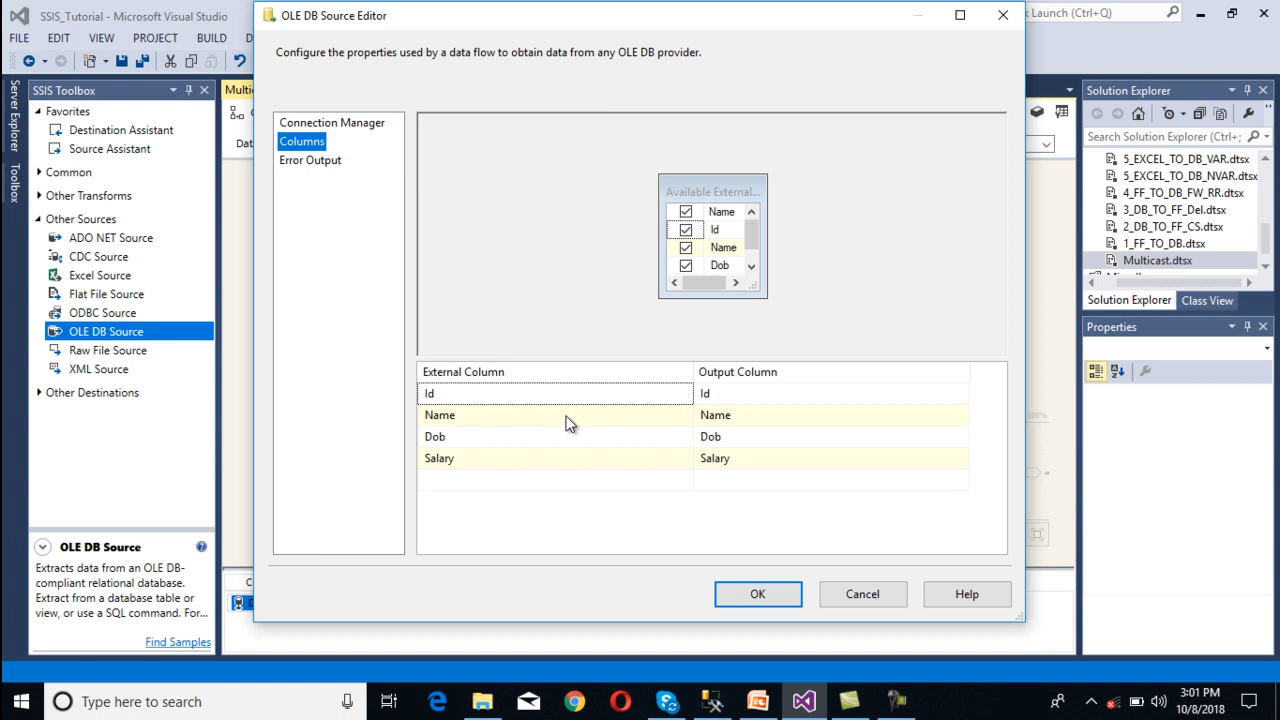 SSIS_Tutorial - Microsoft Visual Studio
OLE DB Source Editor
k Launch (Ctrl+Q)
FILE EDIT VIEW PROJECT BUILD
Configure the properties used by a data flow to obtain data from any OLE DB provider.
Server Explorer
Toolbox
SSIS Toolbox
Favorites
Destination Assistant
Source Assistant
Common
Other Transforms
Other Sources
ADO NET Source
CDC Source
Excel Source
Flat File Source
ODBC Source
OLE DB Source
Raw File Source
XML Source
Other Destinations
OLE DB Source
Extracts data from an OLE DB-
compliant relational database.
Extract from a database table or
view, or use a SQL command. For...
Find Samples
Multi
Dat
Connection Manager
Columns
Error Output
Available External...
Name
Id
Name
Dob
External Column Output Column
Id Id
Name Name
Dob Dob
Salary Salary
OK Cancel Help
Solution Explorer
Search Solution Explorer (Ctrl+;
5_EXCEL_TO_DB_VAR.dtsx
5_EXCEL_TO_DB_NVAR.dtsx
4_FF_TO_DB_FW_RR.dtsx
3_DB_TO_FF_Del.dtsx
2_DB_TO_FF_CS.dtsx
1_FF_TO_DB.dtsx
Multicast.dtsx
Solution Explorer Class View
Properties
100%
Type here to search
3:01 PM
10/8/2018